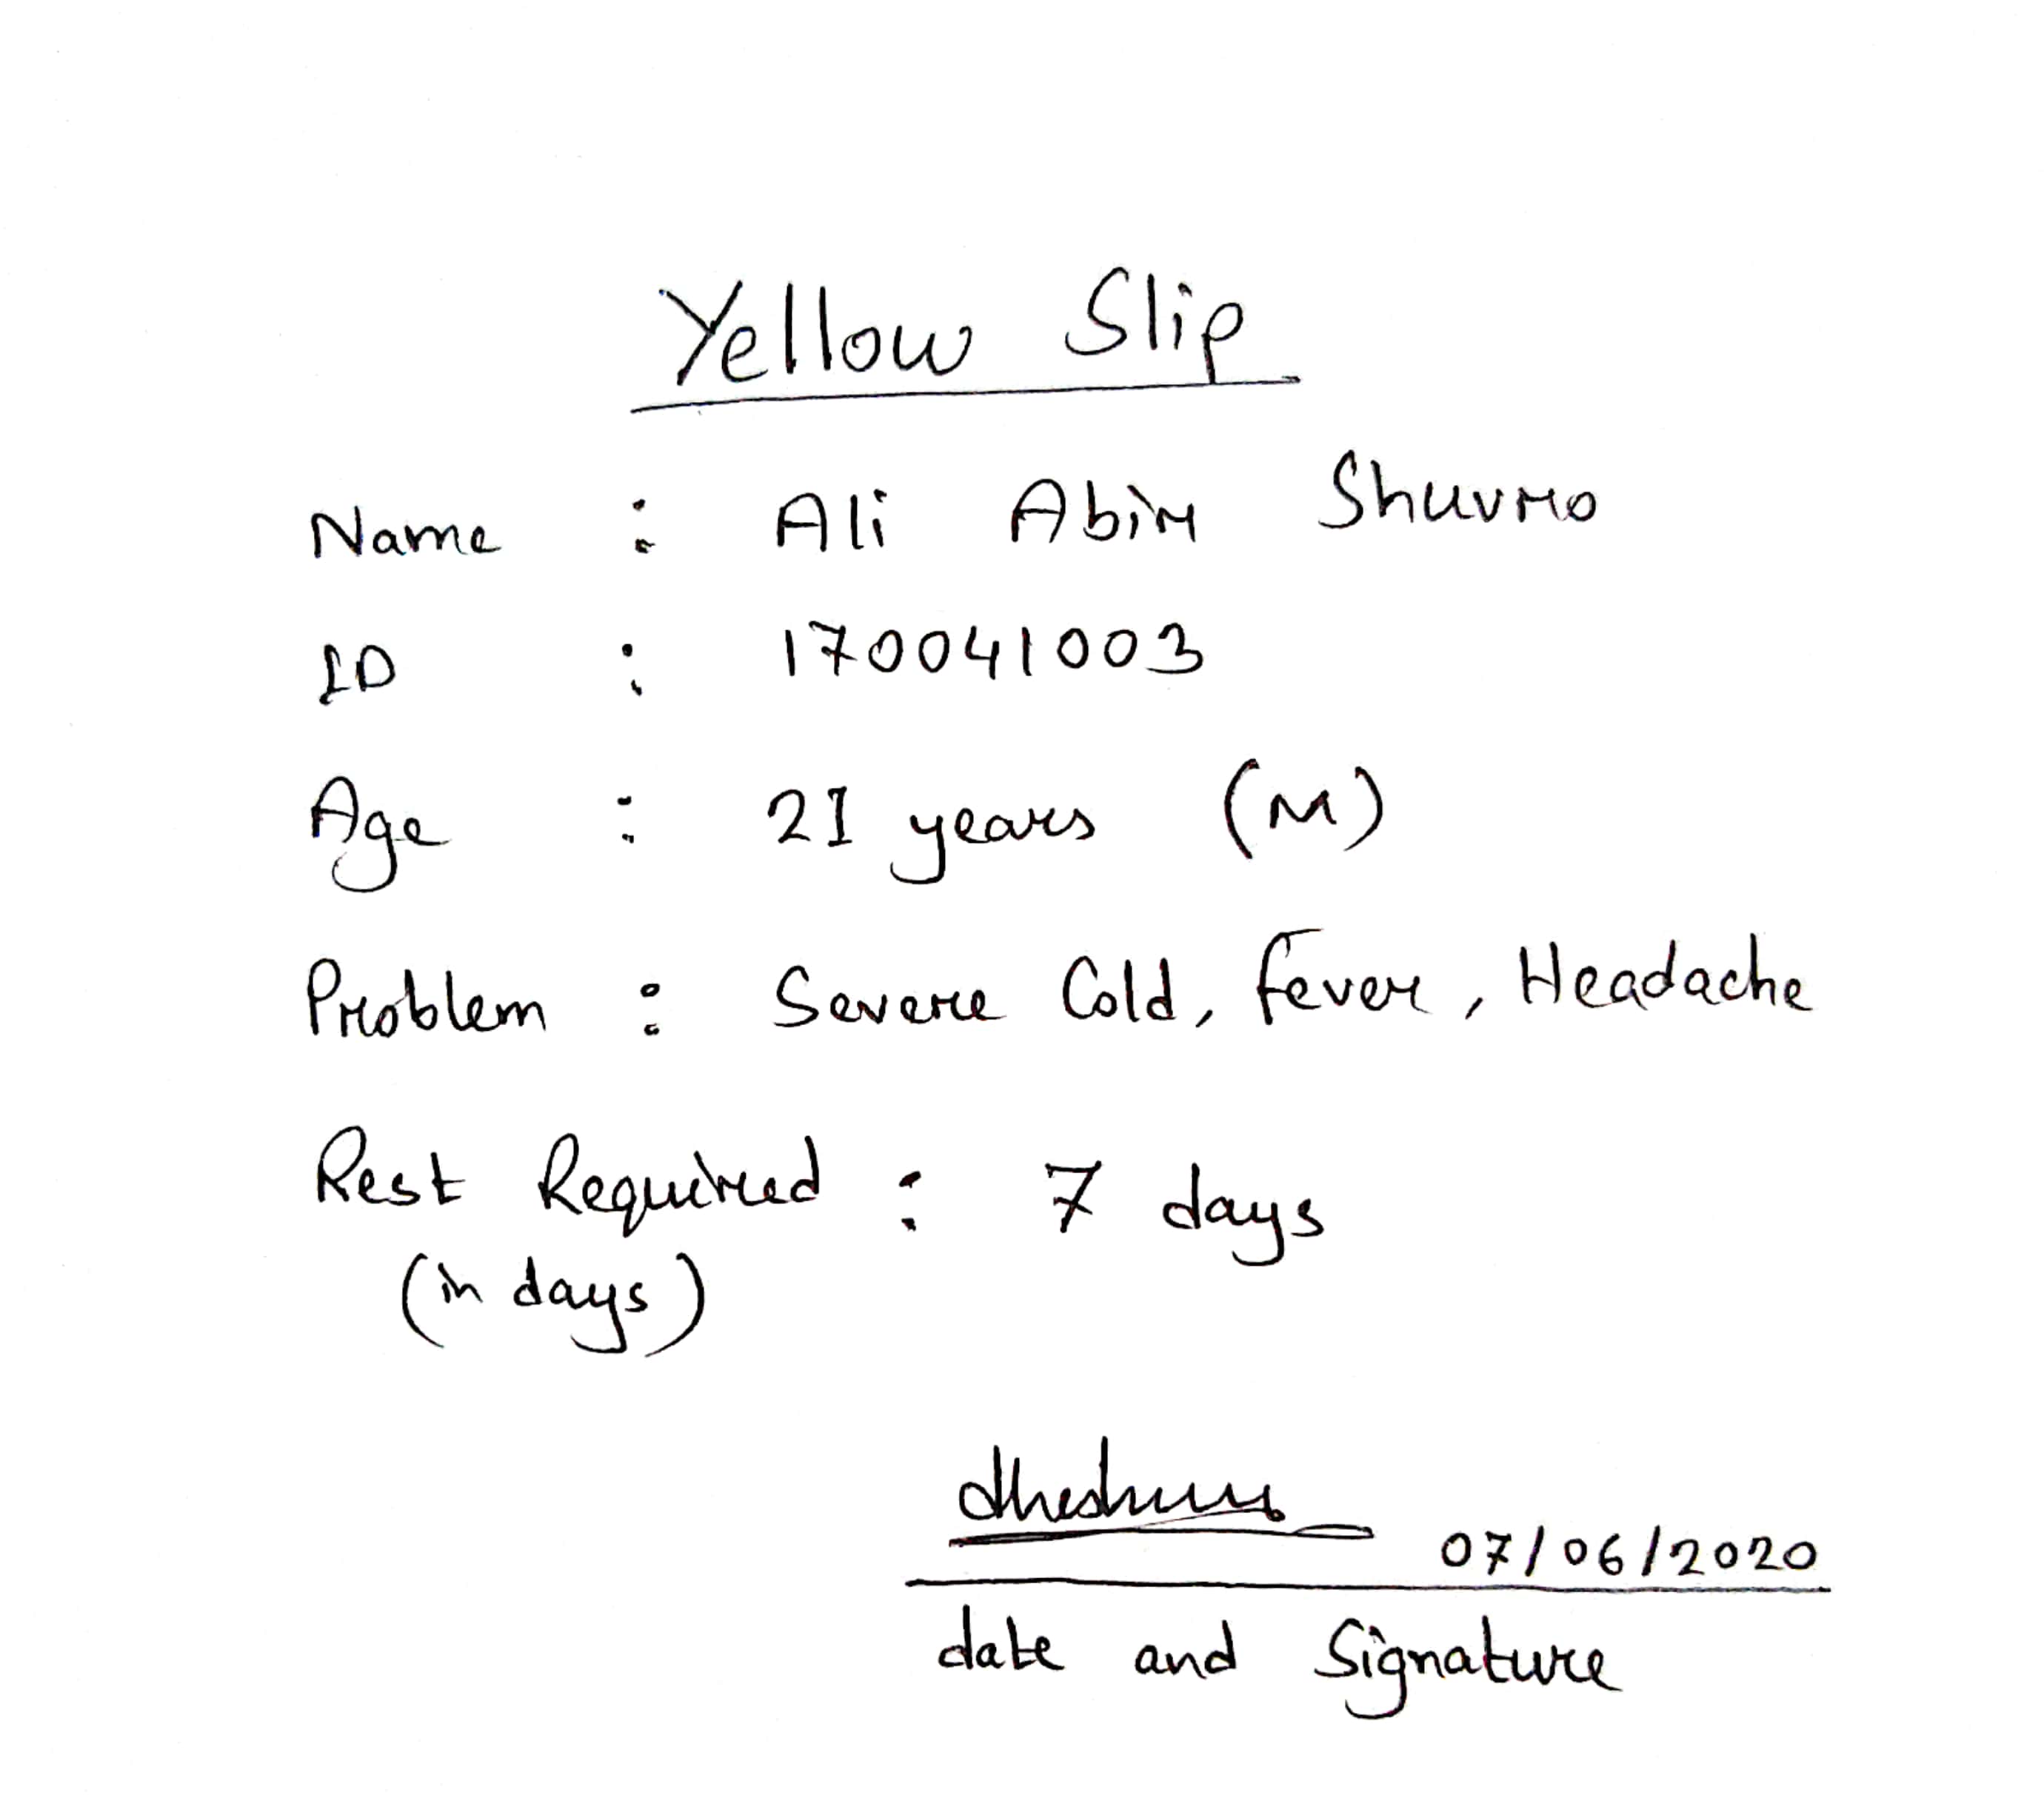 Yellow Slip
Name : Ali Abir Shuvro
ID : 170041003
Age : 21 years (M)
Problem : Severe Cold, Fever, Headache
Rest Required : 7 days
(in days)
07/06/2020
date and Signature